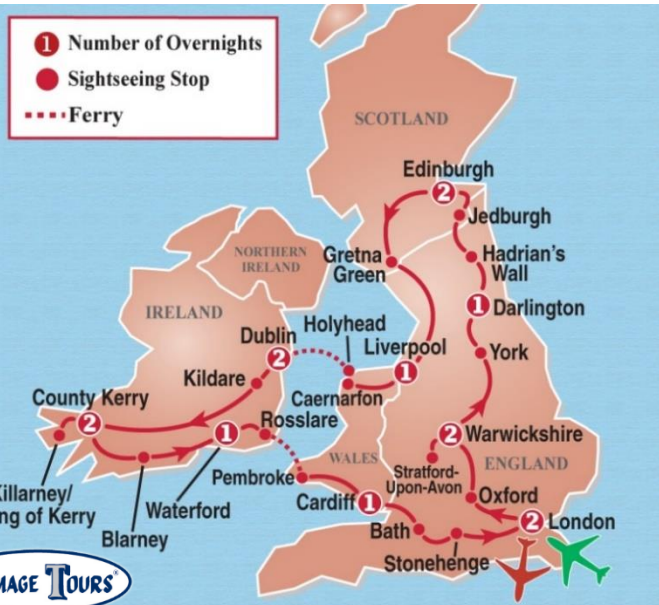 1 Number of Overnights
Sightseeing Stop
Ferry
SCOTLAND
Edinburgh
2
Jedburgh
Gretna
Green
Hadrian's
Wall
NORTHERN
IRELAND
1 Darlington
IRELAND
Holyhead
Dublin
2
Liverpool
1
York
Kildare
Caernarfon
County Kerry
2
Rosslare
1
2 Warwickshire
WALES
Stratford-
Upon-Avon
ENGLAND
Pembroke
Oxford
Killarney/
ng of Kerry
Waterford
Cardiff 1
2 London
Blarney
Bath
Stonehenge
MAGE TOURS